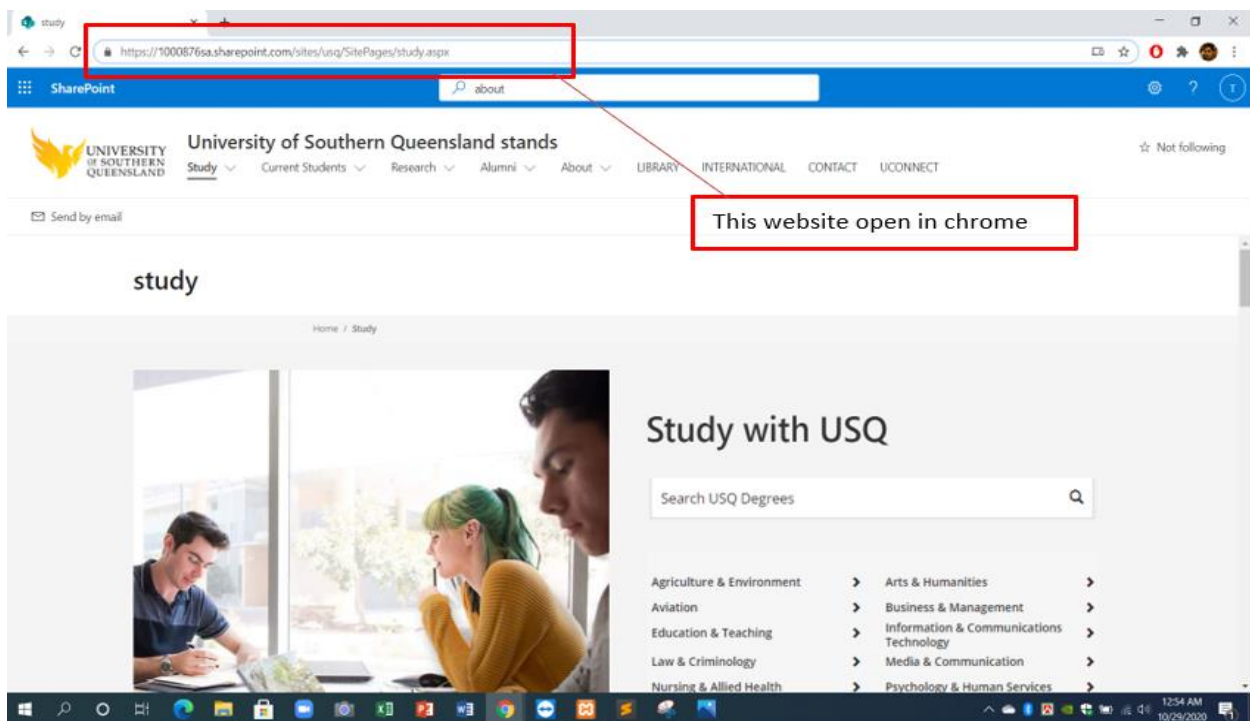 study
https://1000876sa.sharepoint.com/sites/usq/SitePages/study.aspx
SharePoint
about
UNIVERSITY
OF SOUTHERN
QUEENSLAND
University of Southern Queensland stands
Study Current Students Research Alumni About LIBRARY INTERNATIONAL CONTACT UCONNECT
Not following
Send by email
This website open in chrome
study
Home / Study
Study with USQ
Search USQ Degrees
Agriculture & Environment
Arts & Humanities
Aviation
Business & Management
Education & Teaching
Information & Communications
Technology
Law & Criminology
Media & Communication
Nursing & Allied Health
Psychology & Human Services
12:54 AM
10/29/2020